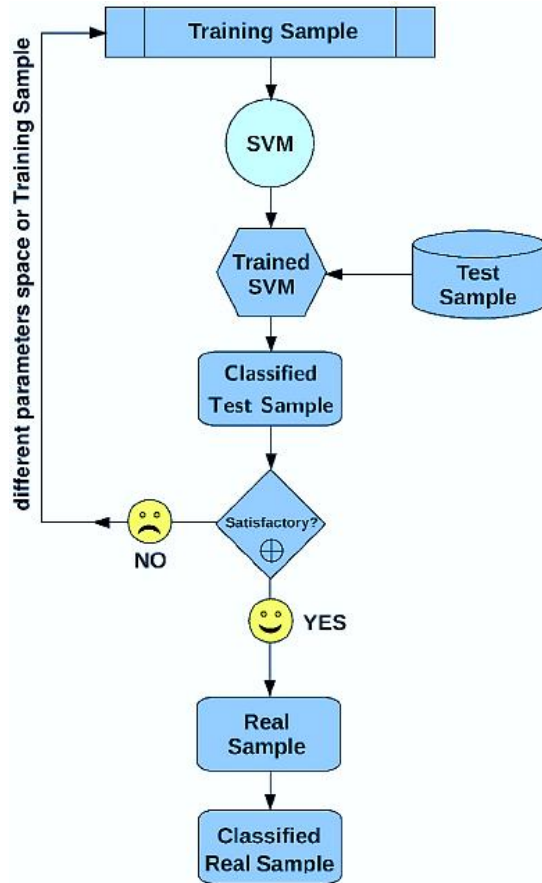 Training Sample
different parameters space or Training Sample
SVM
Trained
SVM
Test
Sample
Classified
Test Sample
Satisfactory?
NO
YES
Real
Sample
Classified
Real Sample